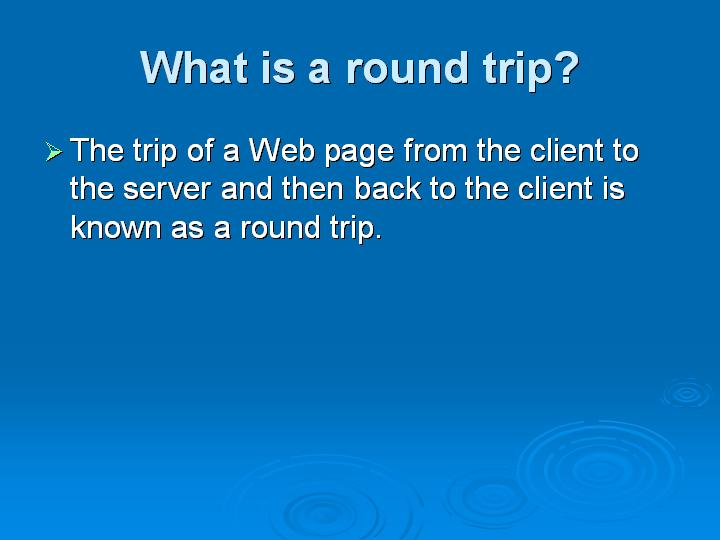 What is a round trip?
The trip of a Web page from the client to
the server and then back to the client is
known as a round trip.